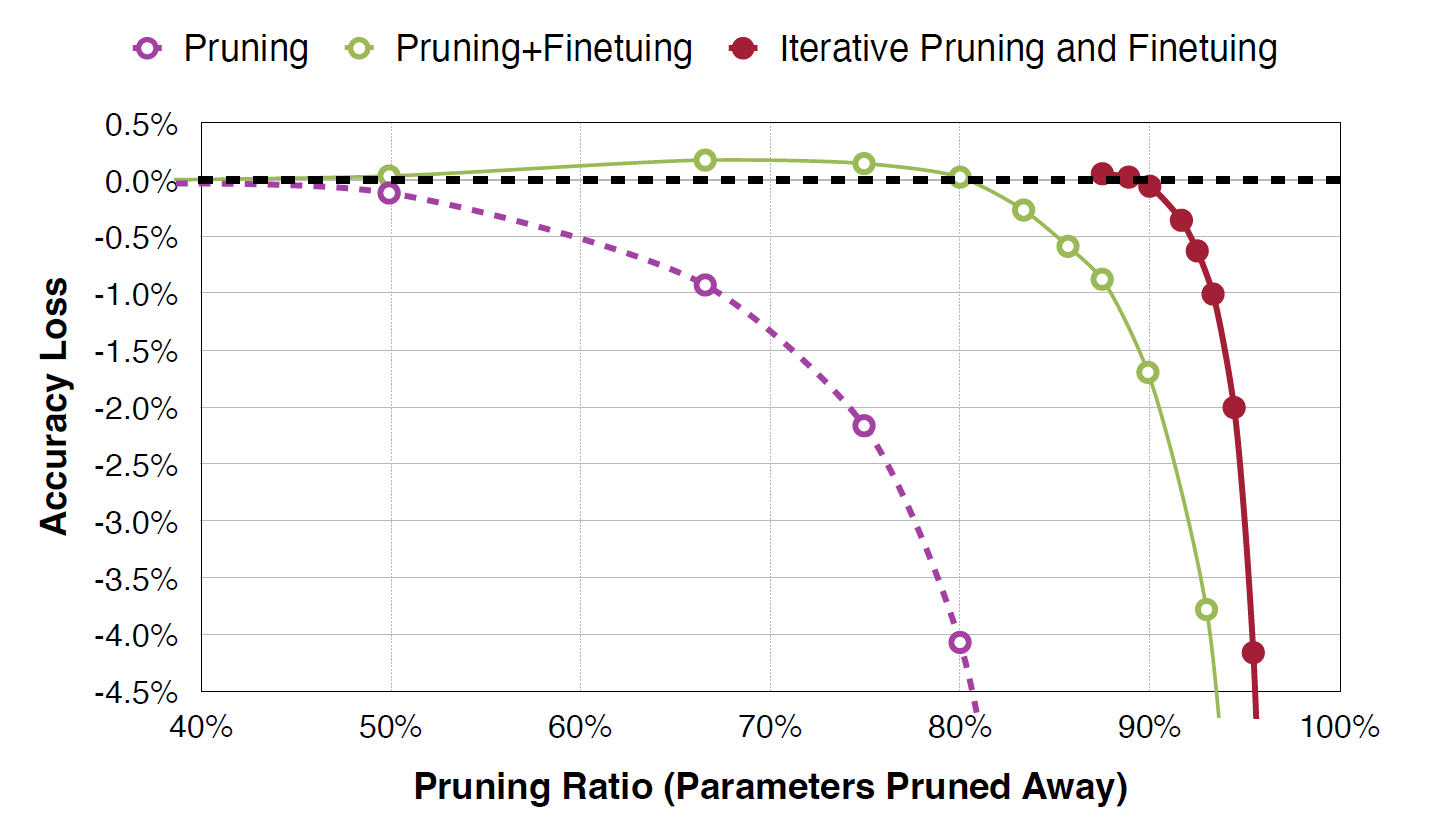 Pruning Pruning+Finetuing Iterative Pruning and Finetuing
0.5%
0.0%
-0.5%
-1.0%
-1.5%
-2.0%
-2.5%
-3.0%
-3.5%
-4.0%
-4.5%
Accuracy Loss
40% 50% 60% 70% 80% 90% 100%
Pruning Ratio (Parameters Pruned Away)